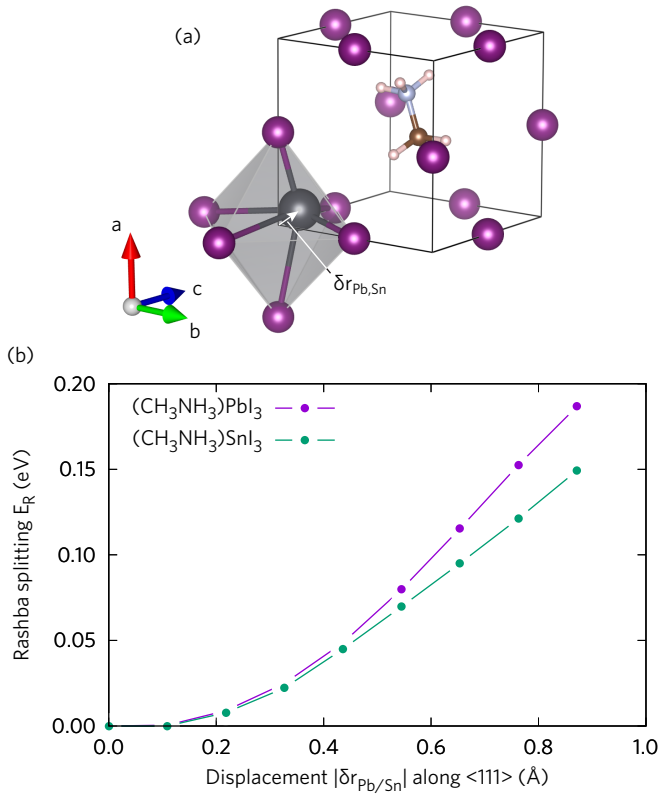 (a)
a
c
b
δr_Pb,Sn
(b)
(CH₃NH₃)PbI₃
(CH₃NH₃)SnI₃
Rashba splitting E_R (eV)
0.20
0.15
0.10
0.05
0.00
0.0 0.2 0.4 0.6 0.8 1.0
Displacement |δr_Pb/Sn| along <111> (Å)